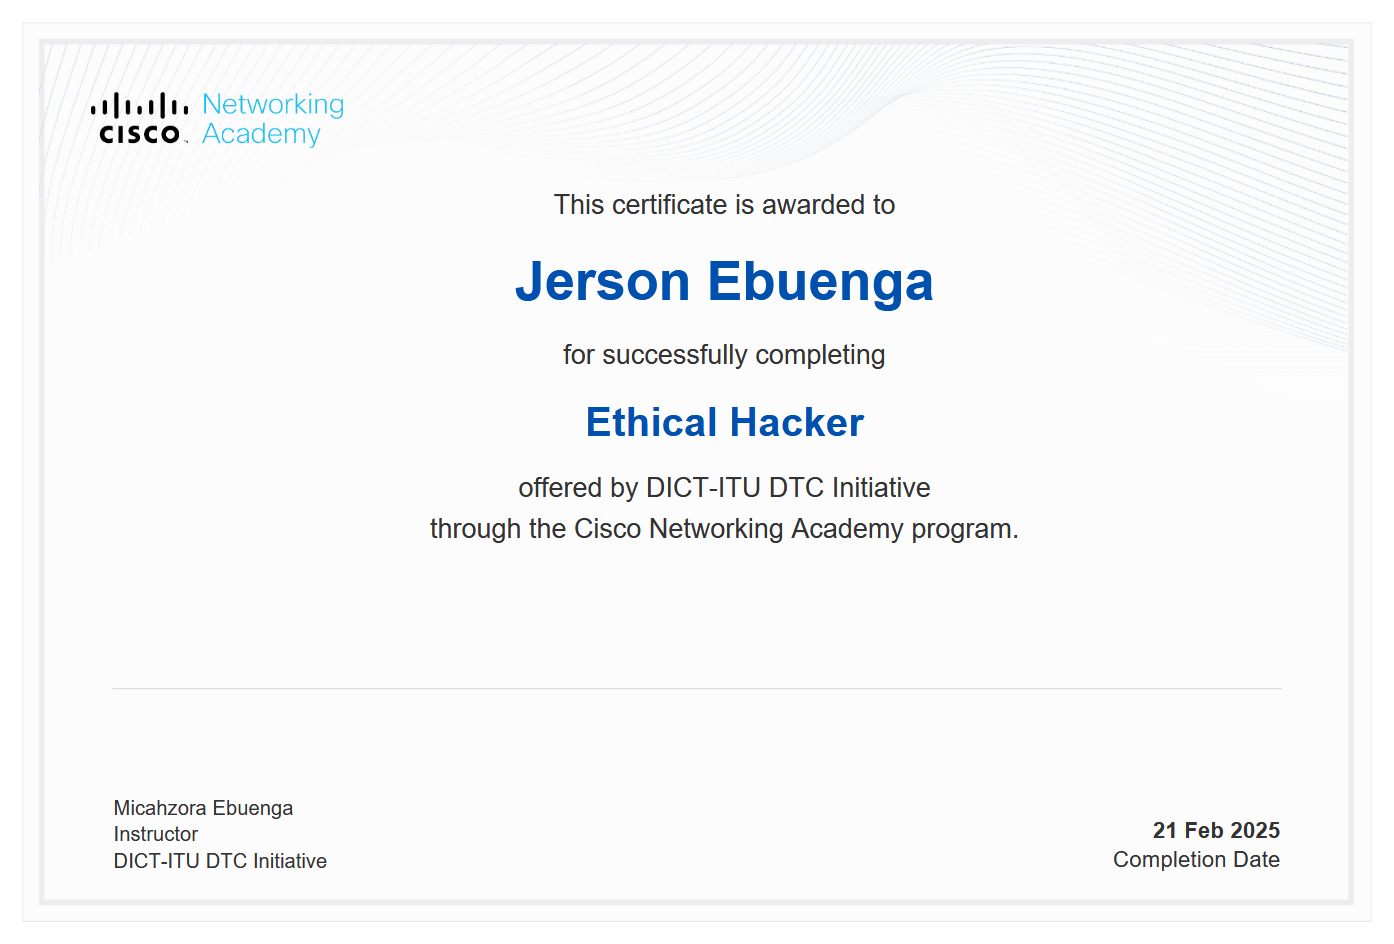 Networking
Academy
CISCO™
This certificate is awarded to
Jerson Ebuenga
for successfully completing
Ethical Hacker
offered by DICT-ITU DTC Initiative
through the Cisco Networking Academy program.
Micahzora Ebuenga
Instructor
DICT-ITU DTC Initiative
21 Feb 2025
Completion Date